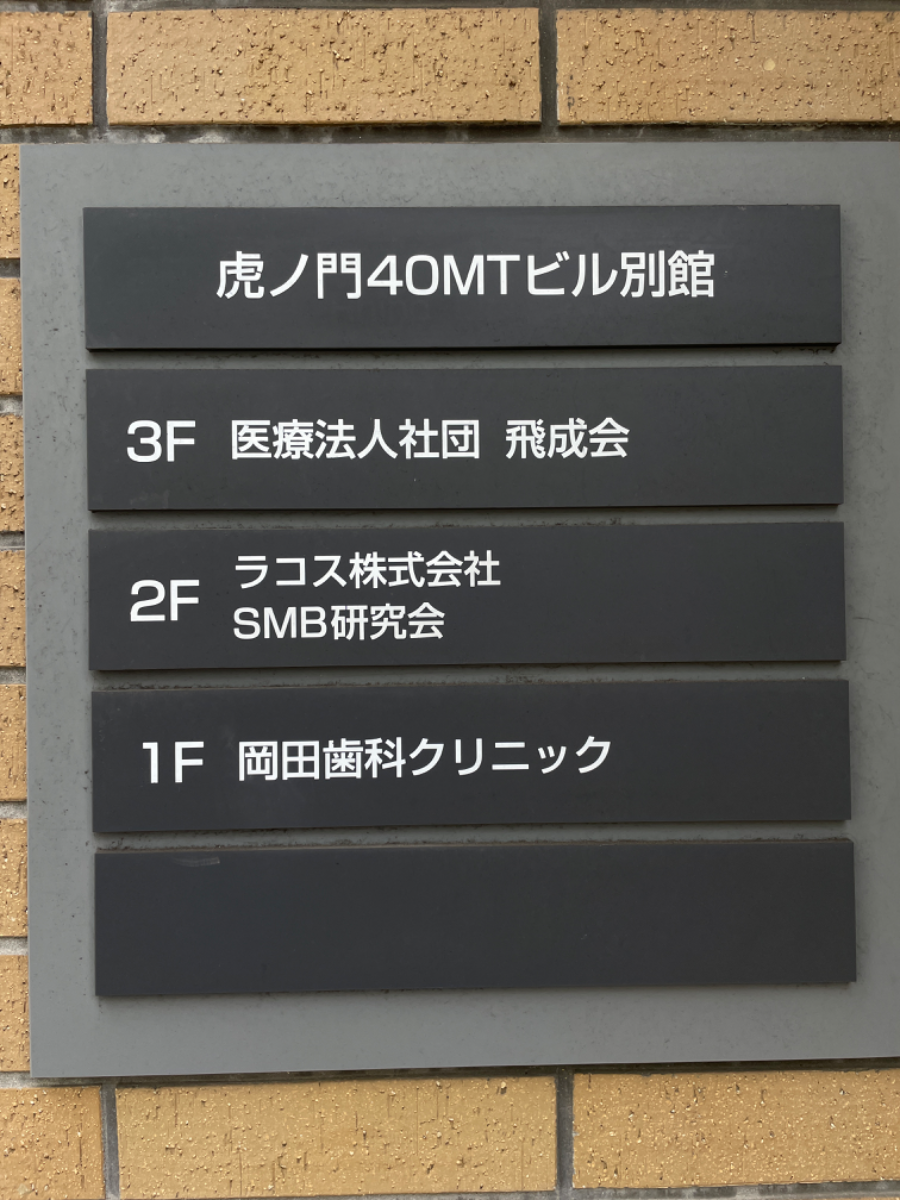 虎ノ門40MTビル別館
3F 医療法人社団 飛成会
2F ラコス株式会社
SMB研究会
1F 岡田歯科クリニック